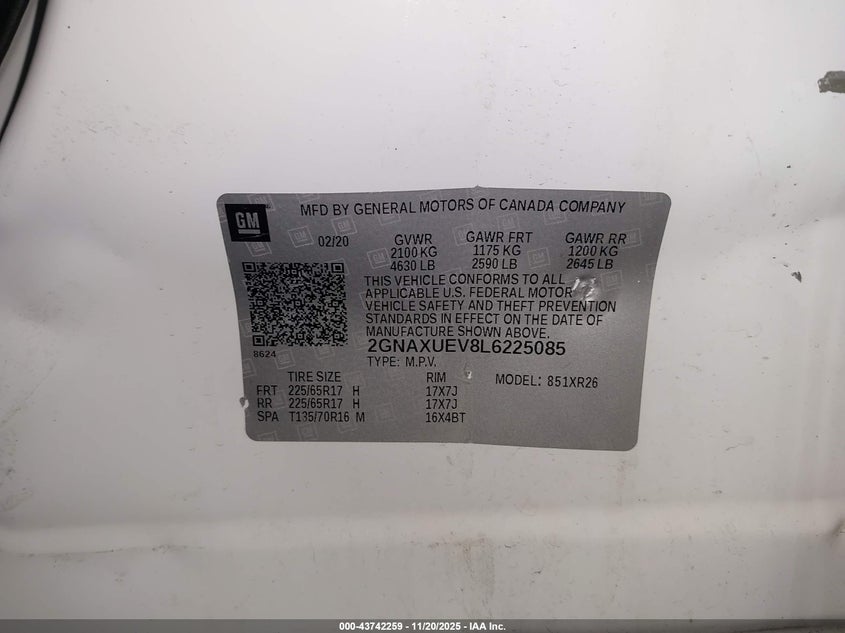 GM
MFD BY GENERAL MOTORS OF CANADA COMPANY
02/20 GVWR GAWR FRT GAWR RR
2100 KG 1175 KG 1200 KG
4630 LB 2590 LB 2645 LB
THIS VEHICLE CONFORMS TO ALL
APPLICABLE U.S. FEDERAL MOTOR
VEHICLE SAFETY AND THEFT PREVENTION
STANDARDS IN EFFECT ON THE DATE OF
MANUFACTURE SHOWN ABOVE.
8624
2GNAXUEV8L6225085
TYPE: M.P.V.
TIRE SIZE RIM MODEL: 851XR26
FRT 225/65R17 H 17X7J
RR 225/65R17 H 17X7J
SPA T135/70R16 M 16X4BT
000-43742259 - 11/20/2025 - IAA Inc.